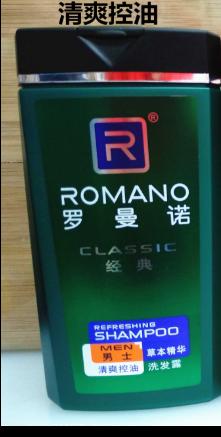 清爽控油
R®
ROMANO
罗曼诺
CLASSIC
经典
REFRESHING
SHAMPOO
MEN
男士 草本精华
清爽控油 洗发露